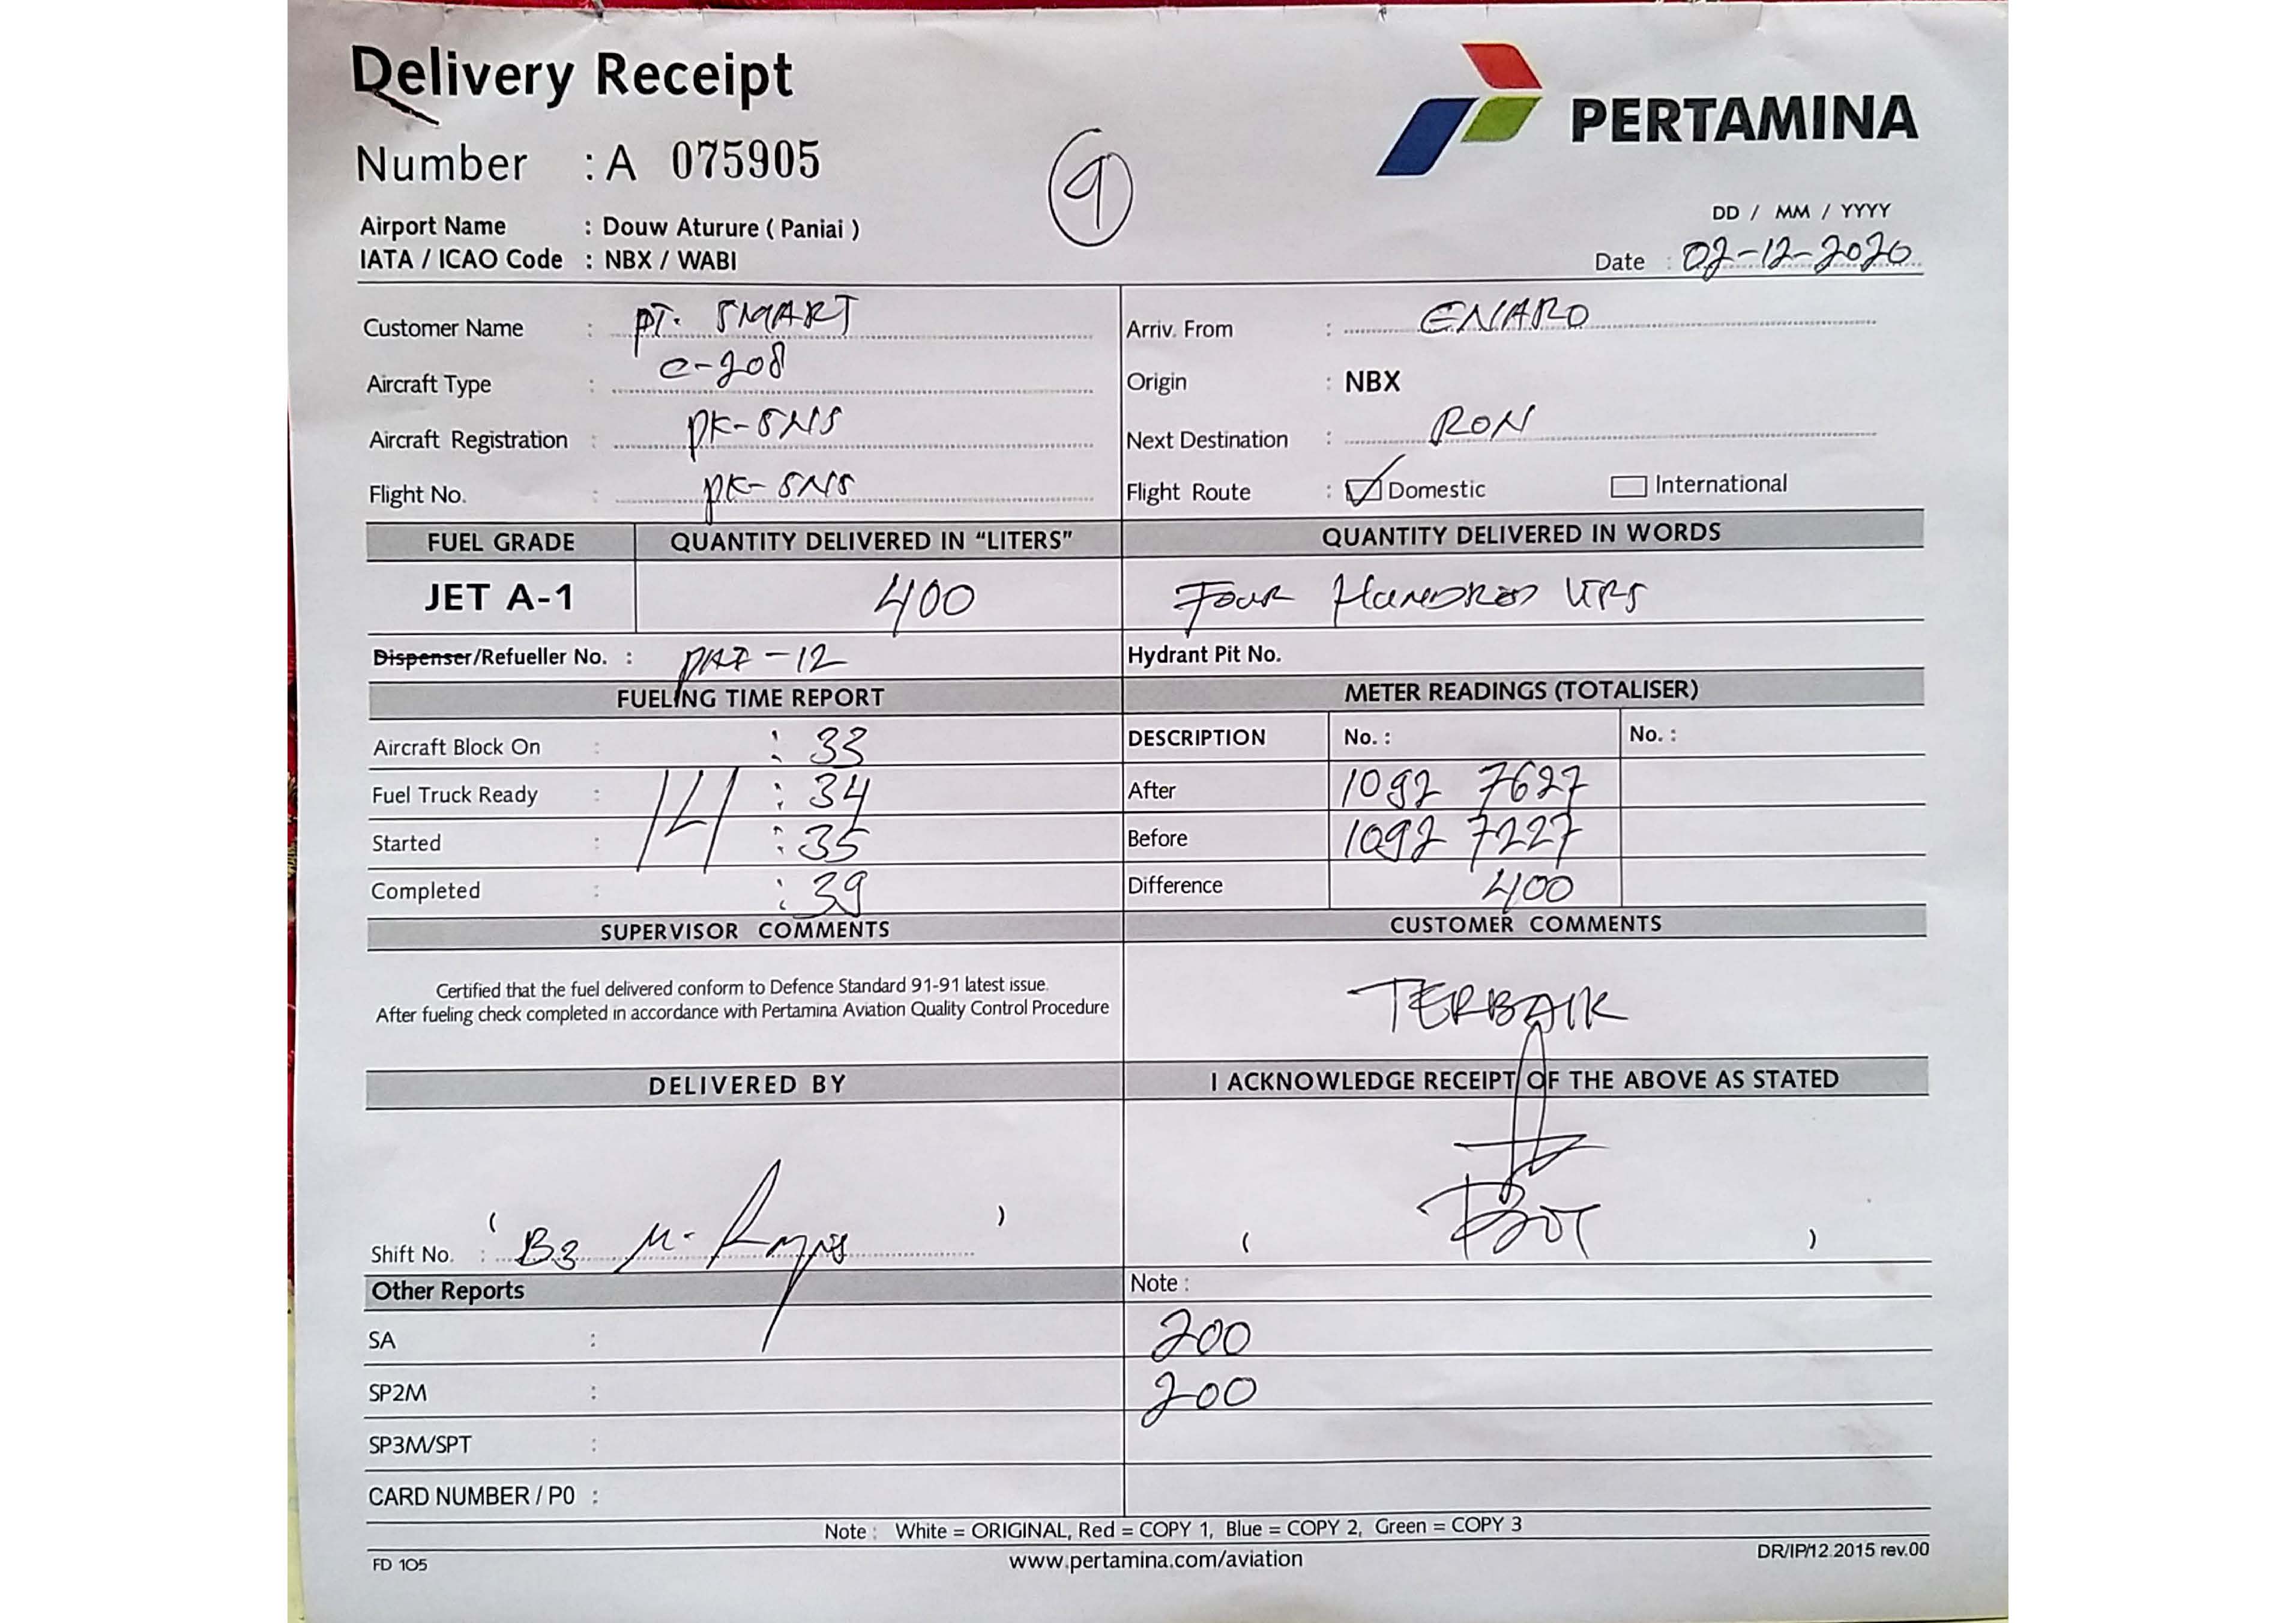 Delivery Receipt
PERTAMINA
Number : A 075905
9
Airport Name : Douw Aturure ( Paniai )
IATA / ICAO Code : NBX / WABI
DD / MM / YYYY
Date : 02-12-2020
Customer Name : PT. SMART
Arriv. From : ENARO
Aircraft Type : C-208
Origin : NBX
Aircraft Registration : PK-SNS
Next Destination : RON
Flight No. : PK-SNS
Flight Route : Domestic International
FUEL GRADE QUANTITY DELIVERED IN "LITERS" QUANTITY DELIVERED IN WORDS
JET A-1 400 Four Hundred LTRS
Dispenser/Refueller No. : -12
Hydrant Pit No.
FUELING TIME REPORT METER READINGS (TOTALISER)
Aircraft Block On : : 33
DESCRIPTION No. : No. :
Fuel Truck Ready : 14 : 34
After 1092 7627
Started : : 35
Before 1092 7227
Completed : : 39
Difference 400
SUPERVISOR COMMENTS CUSTOMER COMMENTS
Certified that the fuel delivered conform to Defence Standard 91-91 latest issue.
After fueling check completed in accordance with Pertamina Aviation Quality Control Procedure
TERBAIK
DELIVERED BY I ACKNOWLEDGE RECEIPT OF THE ABOVE AS STATED
( )
Shift No. : B3 M.
( )
Other Reports
Note :
SA :
200
SP2M :
200
SP3M/SPT :
CARD NUMBER / P0 :
Note : White = ORIGINAL, Red = COPY 1, Blue = COPY 2, Green = COPY 3
FD 105
www.pertamina.com/aviation
DR/IP/12.2015 rev.00